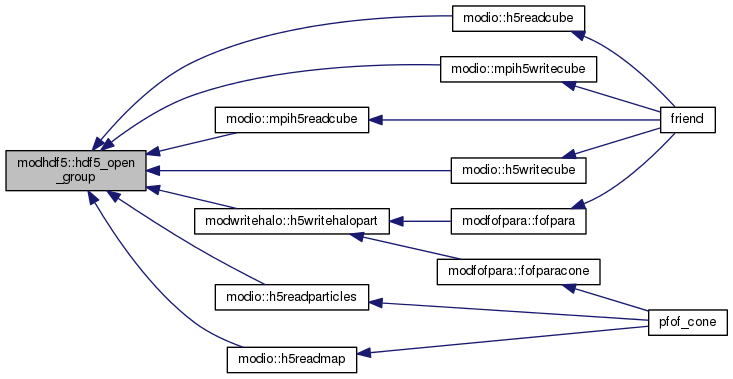 modio::h5readcube
modio::mpih5writecube
modio::mpih5readcube
friend
modhdf5::hdf5_open
_group
modio::h5writecube
modwritehalo::h5writehalopart
modfofpara::fofpara
modfofpara::fofparacone
modio::h5readparticles
pfof_cone
modio::h5readmap